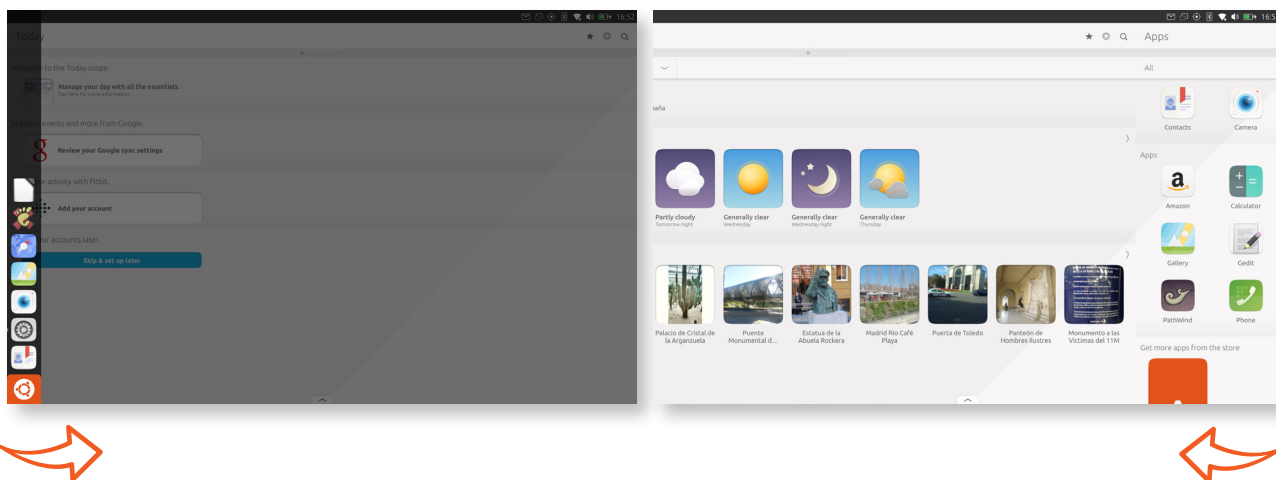 16:52
Today
Welcome to the Today scope
Manage your day with all the essentials.
Tap here for more information.
events and more from Google.
g
Review your Google sync settings
our activity with Fitbit.
Add your account
our accounts later.
Skip & set up later
16:5
Apps
All
aña
Contacts
Camera
Apps
a
Amazon
Calculator
Partly cloudy
Generally clear
Generally clear
Generally clear
Tomorrow night
Wednesday
Wednesday night
Thursday
Gallery
Gedit
PathWind
Phone
Palacio de Cristal de
la Arganzuela
Puente
Monumental d...
Estatua de la
Abuela Rockera
Madrid Río Café
Playa
Puerta de Toledo
Panteón de
Hombres Ilustres
Monumento a las
Víctimas del 11M
Get more apps from the store